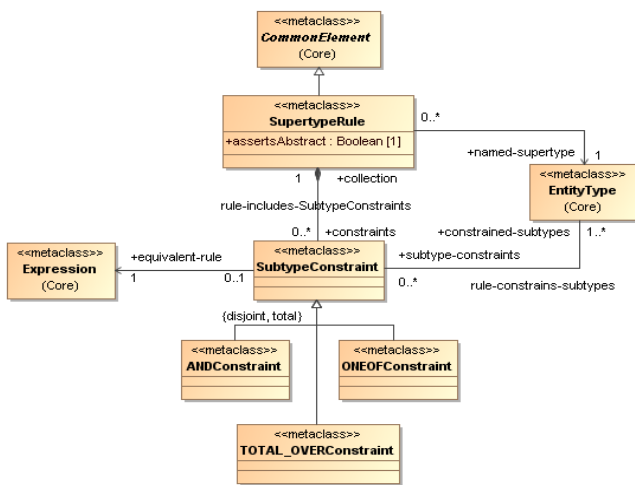 <<metaclass>>
CommonElement
(Core)
<<metaclass>>
SupertypeRule
+assertsAbstract : Boolean [1]
0..*
+named-supertype
1
1
+collection
rule-includes-SubtypeConstraints
0..*
+constraints
<<metaclass>>
EntityType
(Core)
+constrained-subtypes
1..*
<<metaclass>>
Expression
(Core)
+equivalent-rule
1
0..1
<<metaclass>>
SubtypeConstraint
+subtype-constraints
0..*
rule-constrains-subtypes
{disjoint, total}
<<metaclass>>
ANDConstraint
<<metaclass>>
ONEOFConstraint
<<metaclass>>
TOTAL_OVERConstraint